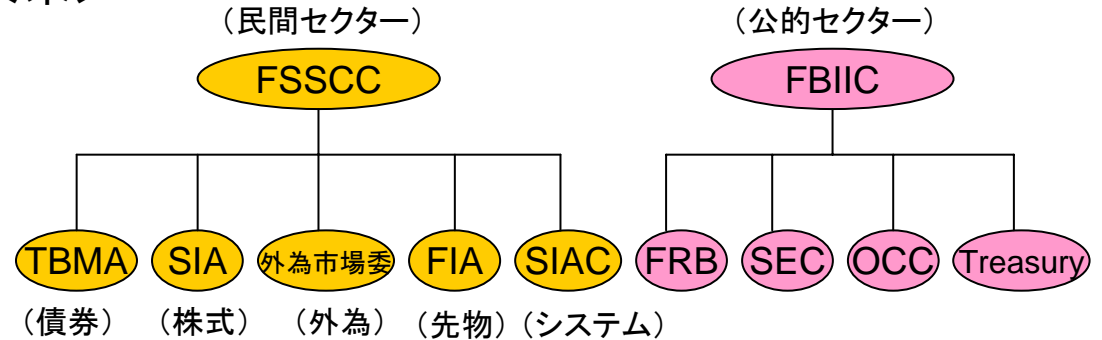 （民間セクター）
（公的セクター）
FSSCC
FBIIC
TBMA
SIA
外為市場委
FIA
SIAC
FRB
SEC
OCC
Treasury
（債券）
（株式）
（外為）
（先物）
（システム）